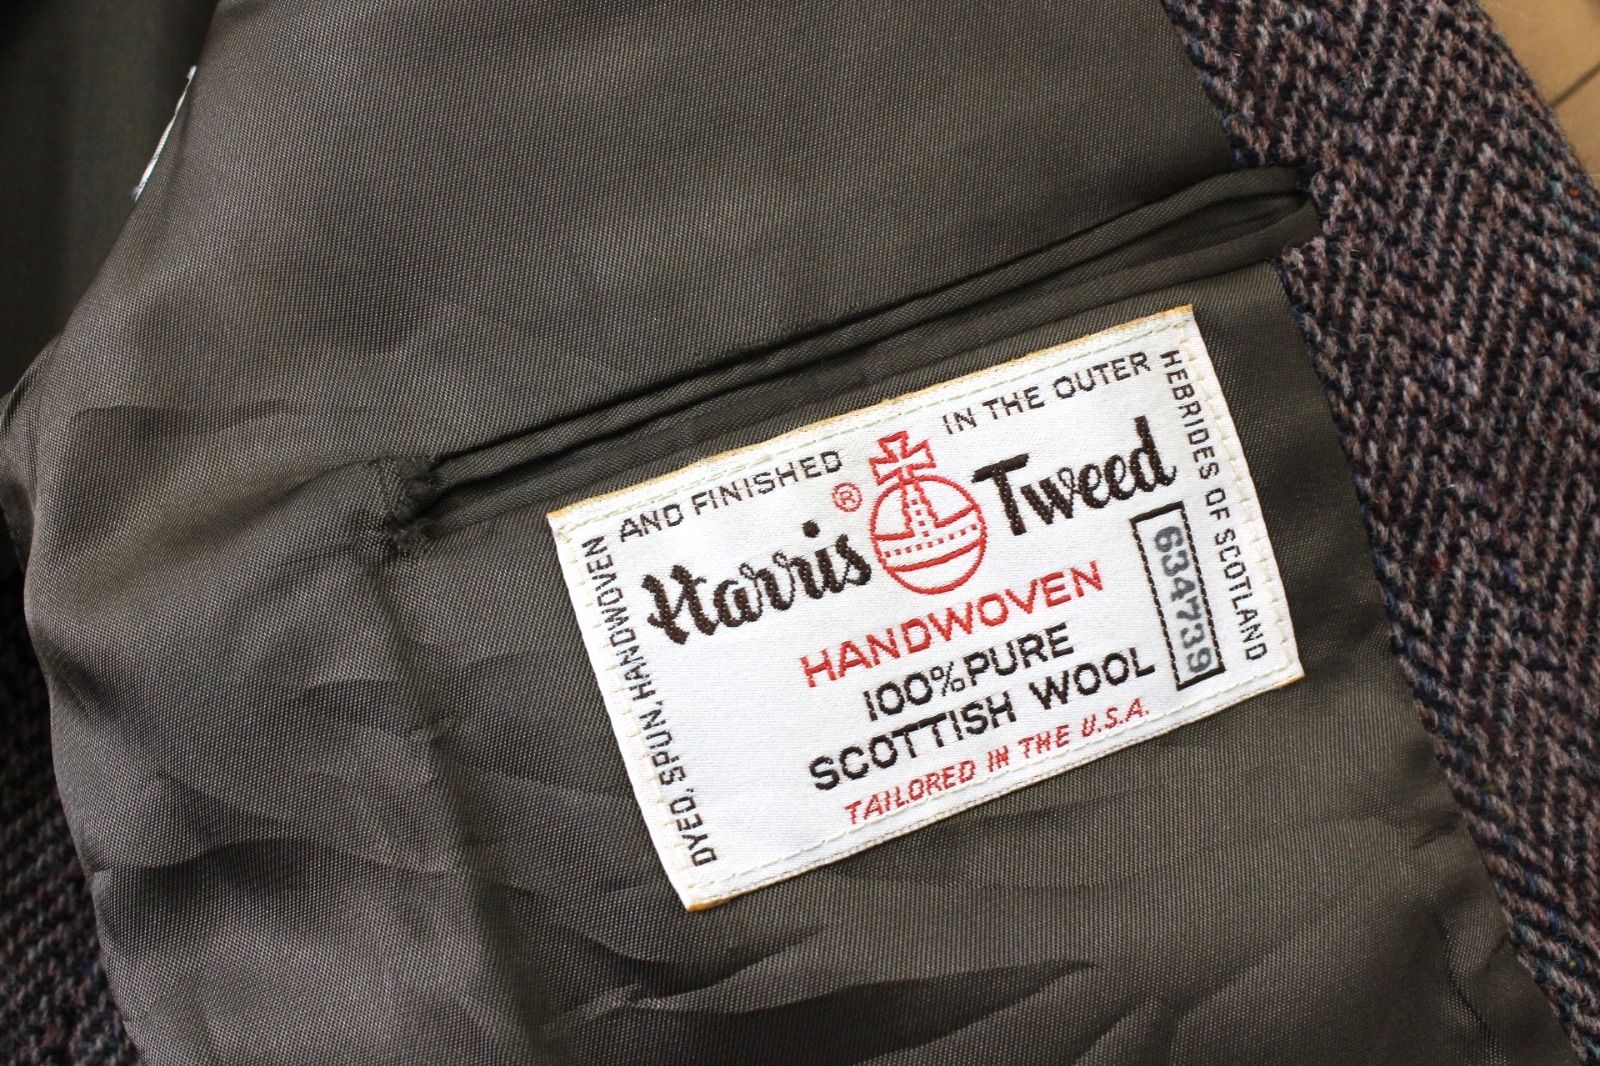 DYED, SPUN, HANDWOVEN
AND FINISHED
IN THE OUTER
HEBRIDES OF SCOTLAND
Harris ® Tweed
HANDWOVEN
100% PURE
SCOTTISH WOOL
TAILORED IN THE U.S.A.
634739